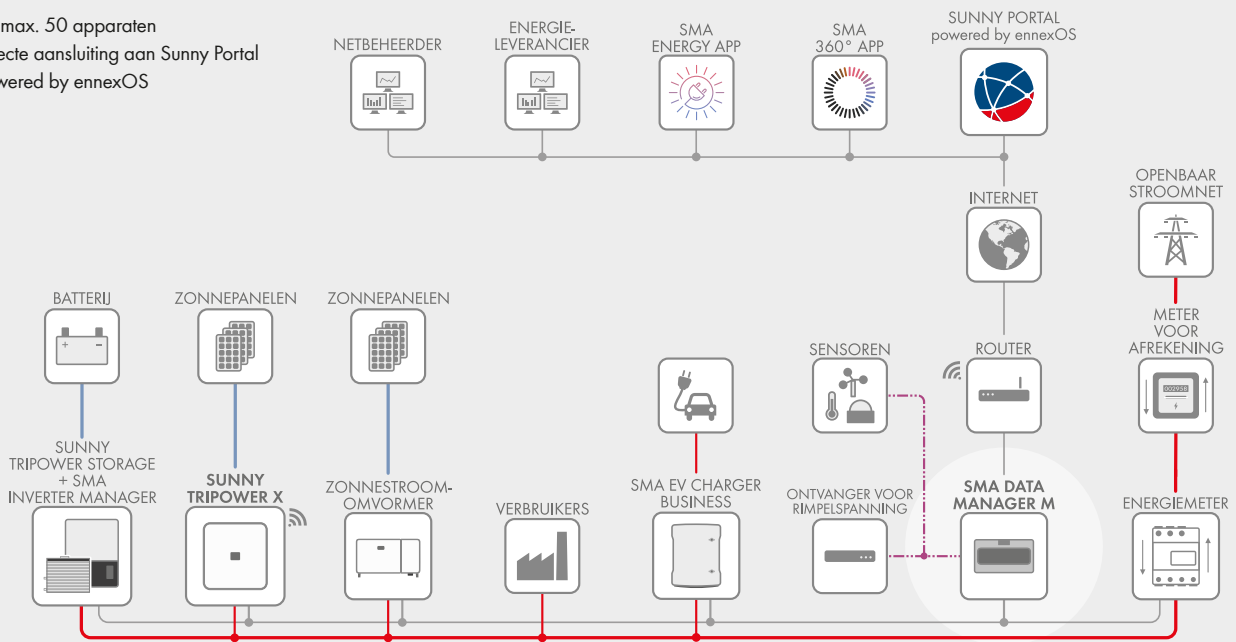 max. 50 apparaten
ecte aansluiting aan Sunny Portal
wered by ennexOS
NETBEHEERDER
ENERGIE-
LEVERANCIER
SMA
ENERGY APP
SMA
360° APP
SUNNY PORTAL
powered by ennexOS
INTERNET
OPENBAAR
STROOMNET
BATTERIJ
ZONNEPANELEN
ZONNEPANELEN
SENSOREN
ROUTER
METER
VOOR
AFREKENING
002958
SUNNY
TRIPOWER STORAGE
+ SMA
INVERTER MANAGER
SUNNY
TRIPOWER X
ZONNESTROOM-
OMVORMER
VERBRUIKERS
SMA EV CHARGER
BUSINESS
ONTVANGER VOOR
RIMPELSPANNING
SMA DATA
MANAGER M
ENERGIEMETER